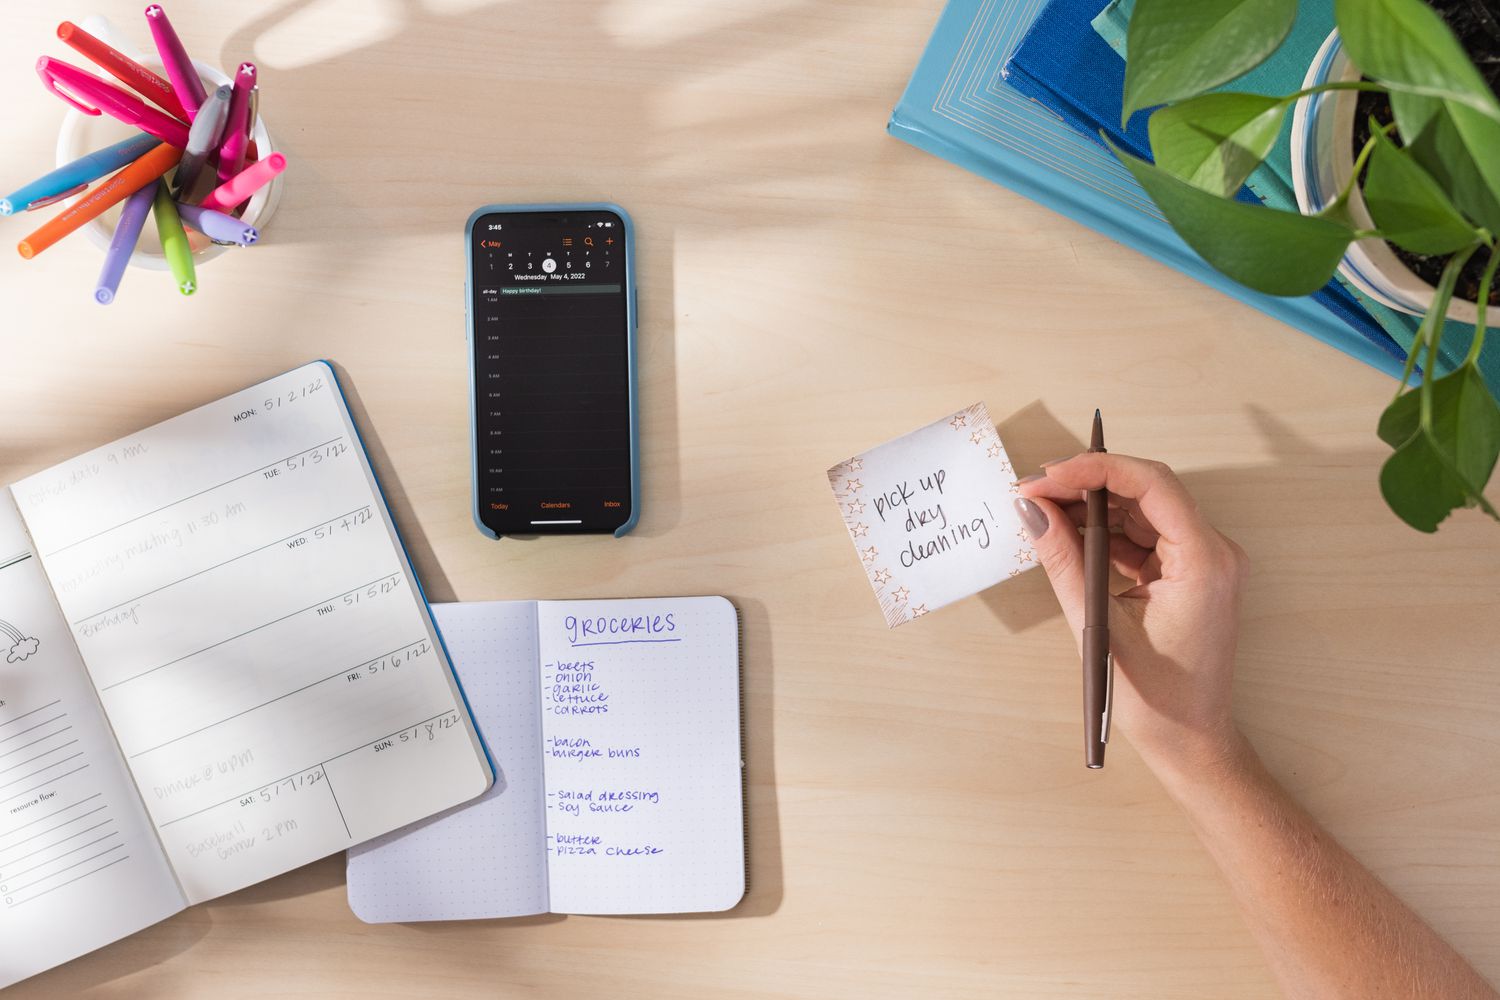 3:45
May
S M T W T F S
1 2 3 4 5 6 7
Wednesday May 4, 2022
all-day Happy birthday!
1 AM
2 AM
3 AM
4 AM
5 AM
6 AM
7 AM
8 AM
9 AM
10 AM
11 AM
Today Calendars Inbox
MON: 5/2/22
Coffee date 9 AM
TUE: 5/3/22
marketing meeting 11:30 AM
WED: 5/4/22
Birthday
THU: 5/5/22
FRI: 5/6/22
Dinner @ 6pm
SAT: 5/7/22
Baseball
Game 2pm
SUN: 5/8/22
resource flow:
groceries
- beets
- onion
- garlic
- lettuce
- carrots
- bacon
- burger buns
- salad dressing
- soy sauce
- butter
- pizza cheese
pick up
dry
cleaning!